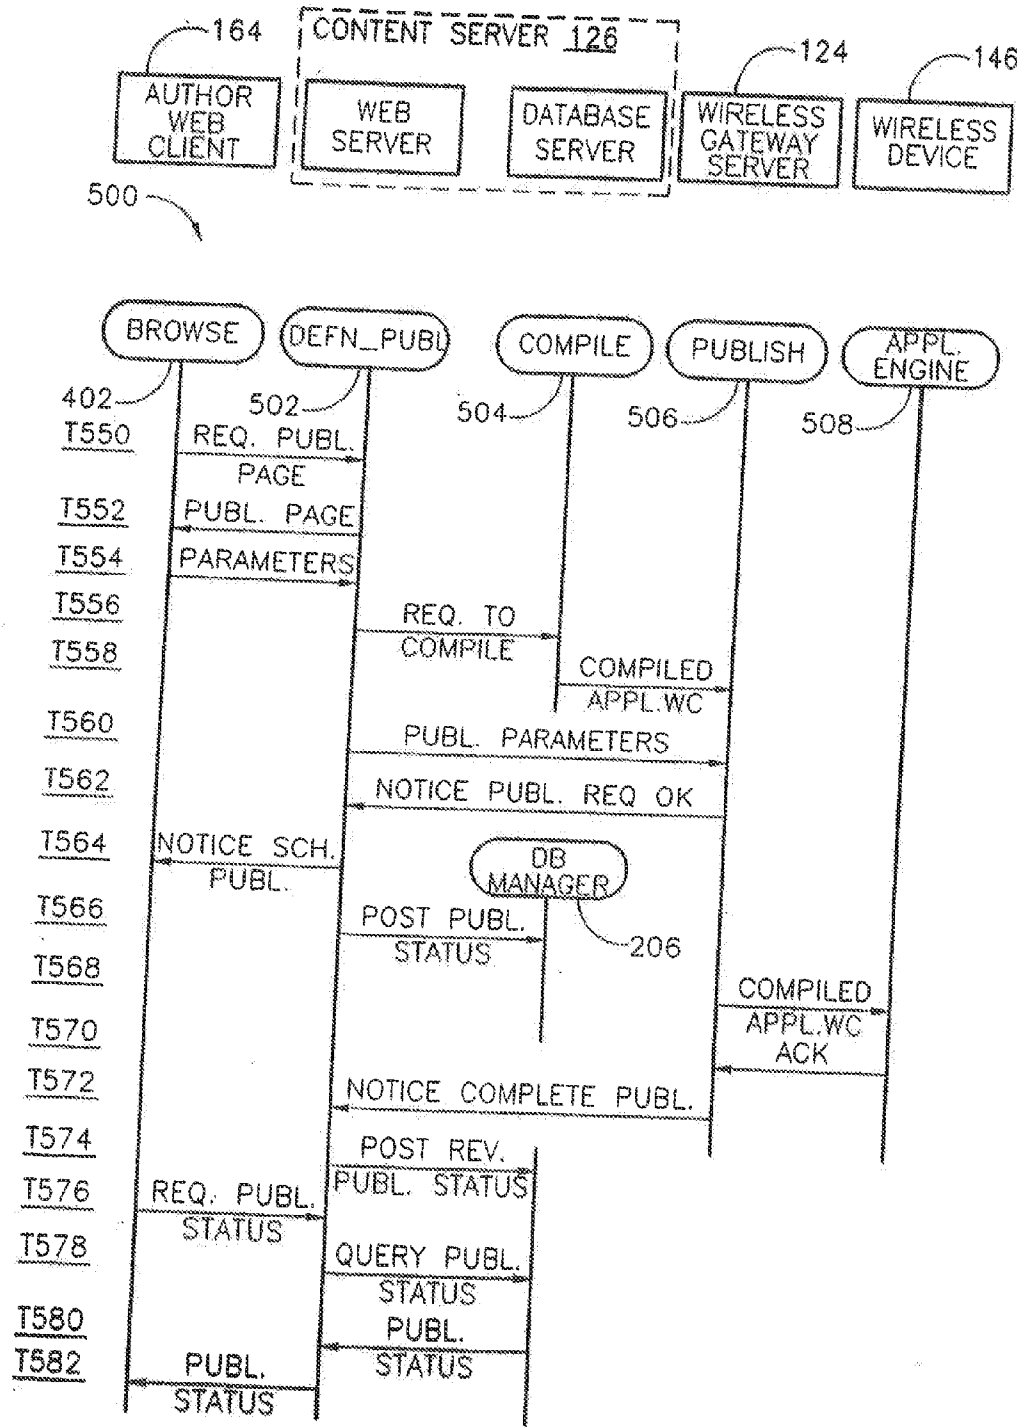 164
CONTENT SERVER 126
124
146
AUTHOR
WEB
CLIENT
WEB
SERVER
DATABASE
SERVER
WIRELESS
GATEWAY
SERVER
WIRELESS
DEVICE
500
BROWSE
DEFN_PUBL
COMPILE
PUBLISH
APPL.
ENGINE
402
502
504
506
508
T550
REQ. PUBL.
PAGE
T552
PUBL. PAGE
T554
PARAMETERS
T556
REQ. TO
COMPILE
T558
COMPILED
APPL.WC
T560
PUBL. PARAMETERS
T562
NOTICE PUBL. REQ OK
T564
NOTICE SCH.
PUBL.
DB
MANAGER
T566
POST PUBL.
STATUS
206
T568
COMPILED
APPL.WC
T570
ACK
T572
NOTICE COMPLETE PUBL.
T574
POST REV.
PUBL. STATUS
T576
REQ. PUBL.
STATUS
T578
QUERY PUBL.
STATUS
T580
PUBL.
STATUS
T582
PUBL.
STATUS